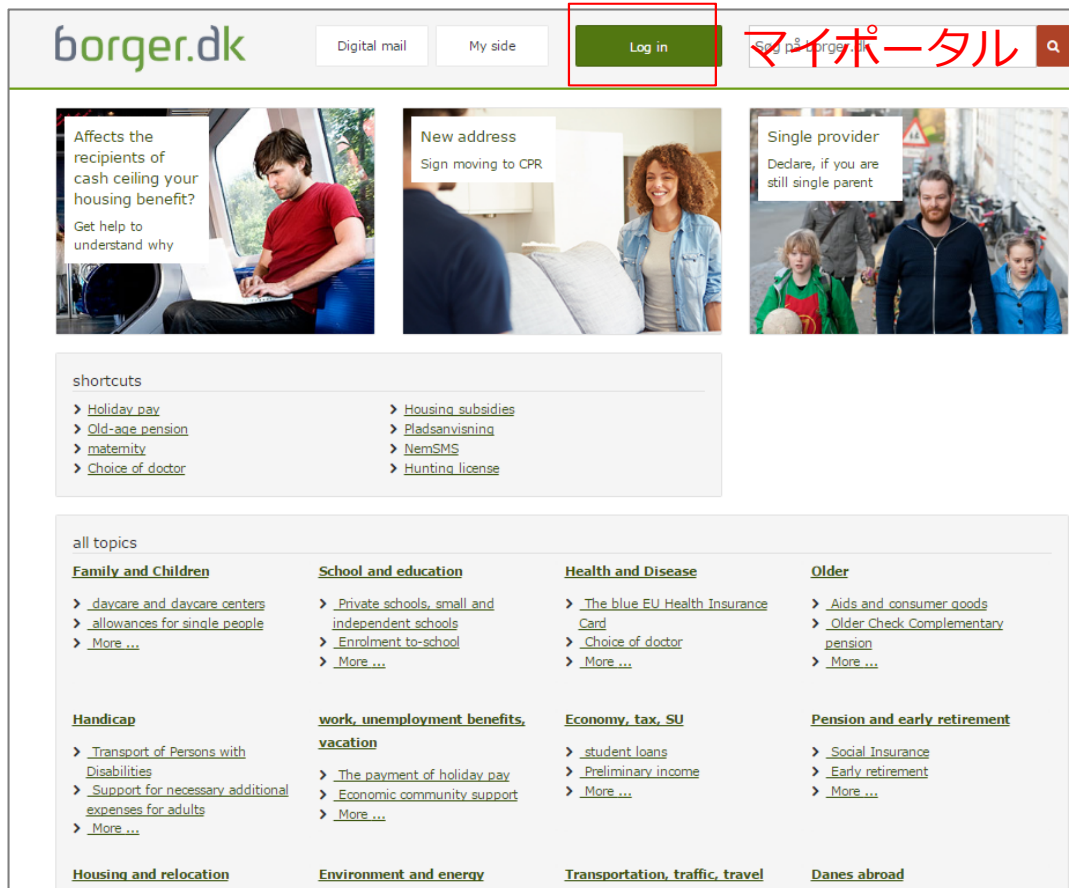 borger.dk
Digital mail
My side
Log in
Søg på borger.dk
マイポータル
Affects the
recipients of
cash ceiling your
housing benefit?
Get help to
understand why
New address
Sign moving to CPR
Single provider
Declare, if you are
still single parent
shortcuts
Holiday pay
Old-age pension
maternity
Choice of doctor
Housing subsidies
Pladsanvisning
NemSMS
Hunting license
all topics
Family and Children
daycare and daycare centers
allowances for single people
More ...
School and education
Private schools, small and
independent schools
Enrolment to-school
More ...
Health and Disease
The blue EU Health Insurance
Card
Choice of doctor
More ...
Older
Aids and consumer goods
Older Check Complementary
pension
More ...
Handicap
Transport of Persons with
Disabilities
Support for necessary additional
expenses for adults
More ...
work, unemployment benefits,
vacation
The payment of holiday pay
Economic community support
More ...
Economy, tax, SU
student loans
Preliminary income
More ...
Pension and early retirement
Social Insurance
Early retirement
More ...
Housing and relocation
Environment and energy
Transportation, traffic, travel
Danes abroad